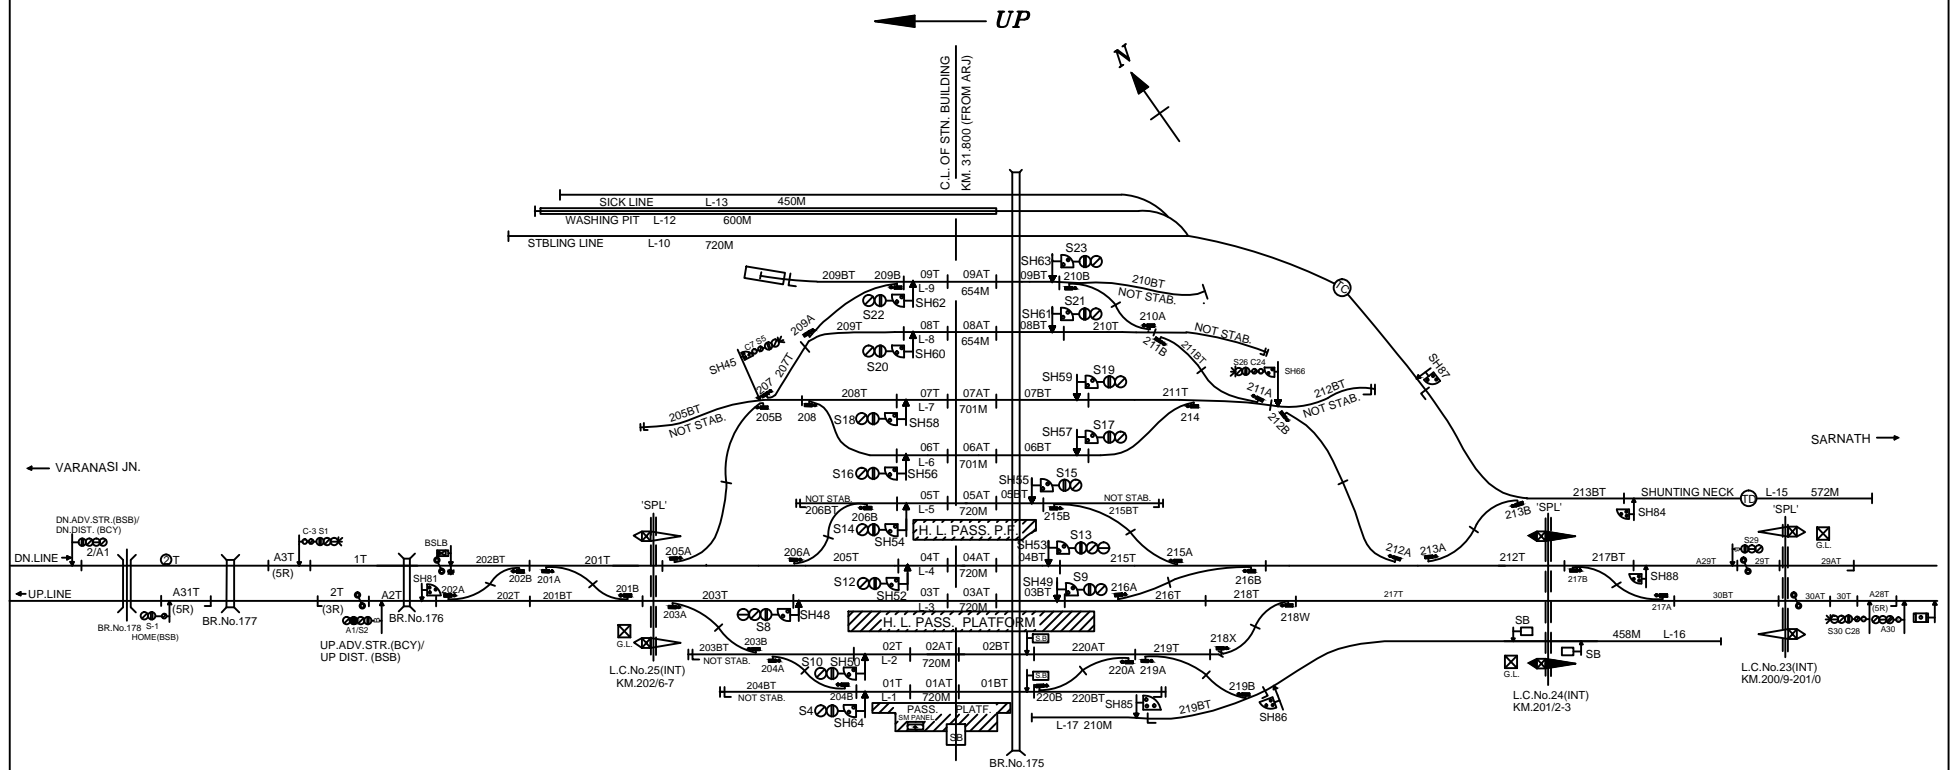 UP
N
C.L. OF STN. BUILDING
KM. 31.800 (FROM ARJ)
SICK LINE L-13 450M
WASHING PIT L-12 600M
STBLING LINE L-10 720M
S23
SH63
209BT 209B 09T 09AT 09BT 210B 210BT
NOT STAB.
L-9 654M
S22 SH62
S21
SH61
209A 209T 08T 08AT 08BT 210T 210A
NOT STAB.
L-8 654M
S20 SH60
211B 211BT
C7 S5
SH45
207T
207
S26 C24
SH66
SH87
TC
S19
SH59
205BT
NOT STAB.
205B 208 208T 07T 07AT 07BT 211T 214 211A 212B 212BT
NOT STAB.
L-7 701M
S18 SH58
S17
SH57
06T 06AT 06BT
L-6 701M
S16 SH56
SARNATH
VARANASI JN.
S15
SH55
NOT STAB. 05T 05AT 05BT NOT STAB.
206BT 206B L-5 720M 215B 215BT
S14 SH54
H. L. PASS. P.F.
213BT SHUNTING NECK TD L-15 572M
213B
SH84
'SPL' 'SPL' 'SPL'
DN.ADV.STR.(BSB)/
DN.DIST. (BCY)
2/A1
C-3 S1
S13
SH53
S29
G.L.
DN.LINE 2T A3T 1T BSLB 202BT 201T 205A 206A 205T 04T 04AT 04BT 215T 215A 212A 213A 212T 217BT A29T 29T 29AT
(5R)
202B 201A
L-4 720M
216B
217B SH88
S12 SH52
SH49 S9
SH81
UP.LINE A31T 2T A2T 202A 202T 201BT 201B 203T 03T 03AT 03BT 216A 216T 218T 217T 217A 30BT 30AT 30T A28T
(5R) (3R) (5R)
L-3 720M
203A
218W
S-1
HOME(BSB)
BR.No.178 BR.No.177 BR.No.176
A1/S2
UP.ADV.STR.(BCY)/
UP DIST. (BSB)
S8 SH48
H. L. PASS. PLATFORM
S30 C28 A30
G.L.
L.C.No.25(INT)
KM.202/6-7
203BT 203B 02T 02AT 02BT S.B 220AT 219T 218X
NOT STAB.
204A L-2 720M 220A 219A
SB
SB
458M L-16
G.L.
L.C.No.24(INT)
KM.201/2-3
L.C.No.23(INT)
KM.200/9-201/0
S10 SH50
204BT
NOT STAB.
204B 01T 01AT 01BT S.B 220B 220BT 219B
L-1 720M
S4 SH64
PASS. PLATF.
SM PANEL
SB
SH85
219BT
SH86
L-17 210M
BR.No.175